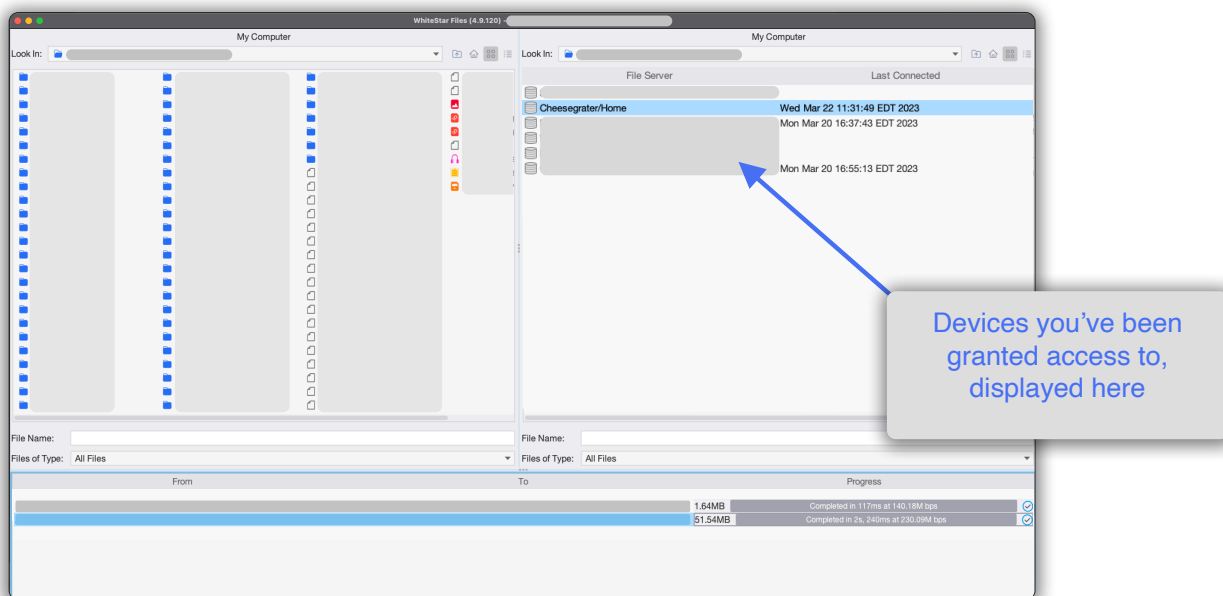 WhiteStar Files (4.9.120) -
My Computer
Look In:
File Name:
Files of Type: All Files
My Computer
Look In:
File Server Last Connected
Cheesegrater/Home Wed Mar 22 11:31:49 EDT 2023
Mon Mar 20 16:37:43 EDT 2023
Mon Mar 20 16:55:13 EDT 2023
Devices you’ve been
granted access to,
displayed here
File Name:
Files of Type: All Files
From To Progress
1.64MB Completed in 117ms at 140.18M bps
51.54MB Completed in 2s, 240ms at 230.09M bps